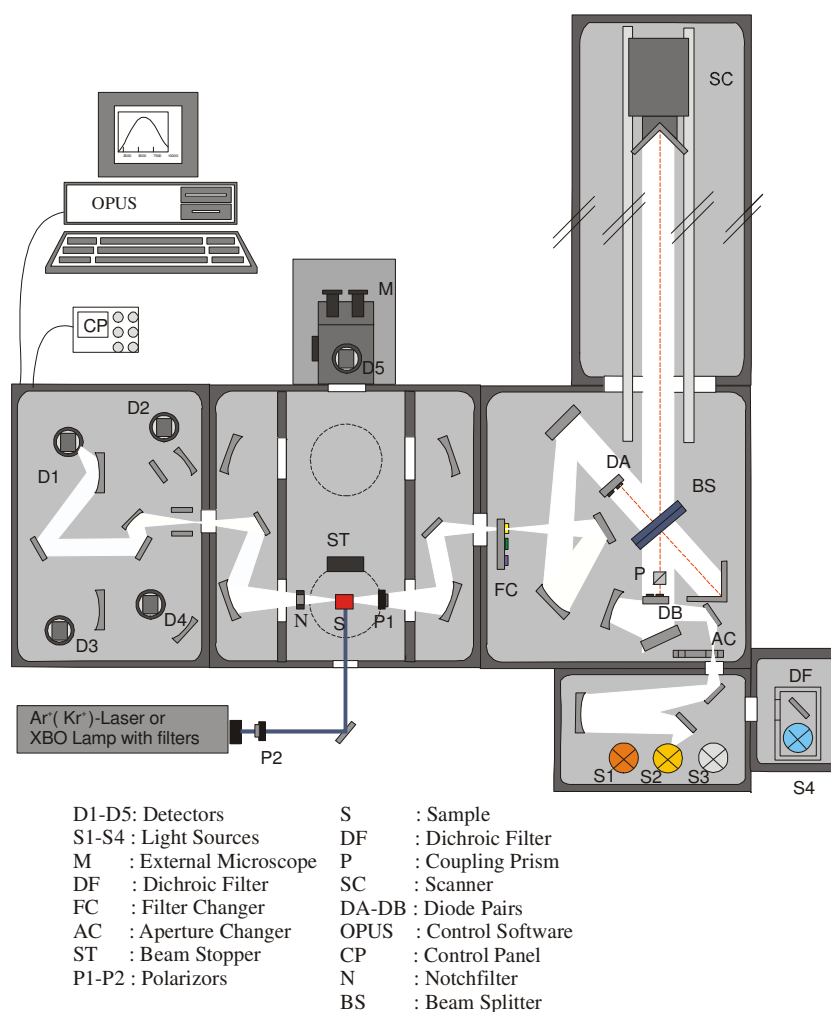 SC
OPUS
M
CP
D5
D2
D1
DA
BS
ST
P
FC
N
S
P1
DB
D4
D3
AC
DF
Ar⁺( Kr⁺)-Laser or
XBO Lamp with filters
P2
S1
S2
S3
S4
D1-D5: Detectors
S1-S4 : Light Sources
M : External Microscope
DF : Dichroic Filter
FC : Filter Changer
AC : Aperture Changer
ST : Beam Stopper
P1-P2 : Polarizors
S : Sample
DF : Dichroic Filter
P : Coupling Prism
SC : Scanner
DA-DB : Diode Pairs
OPUS : Control Software
CP : Control Panel
N : Notchfilter
BS : Beam Splitter